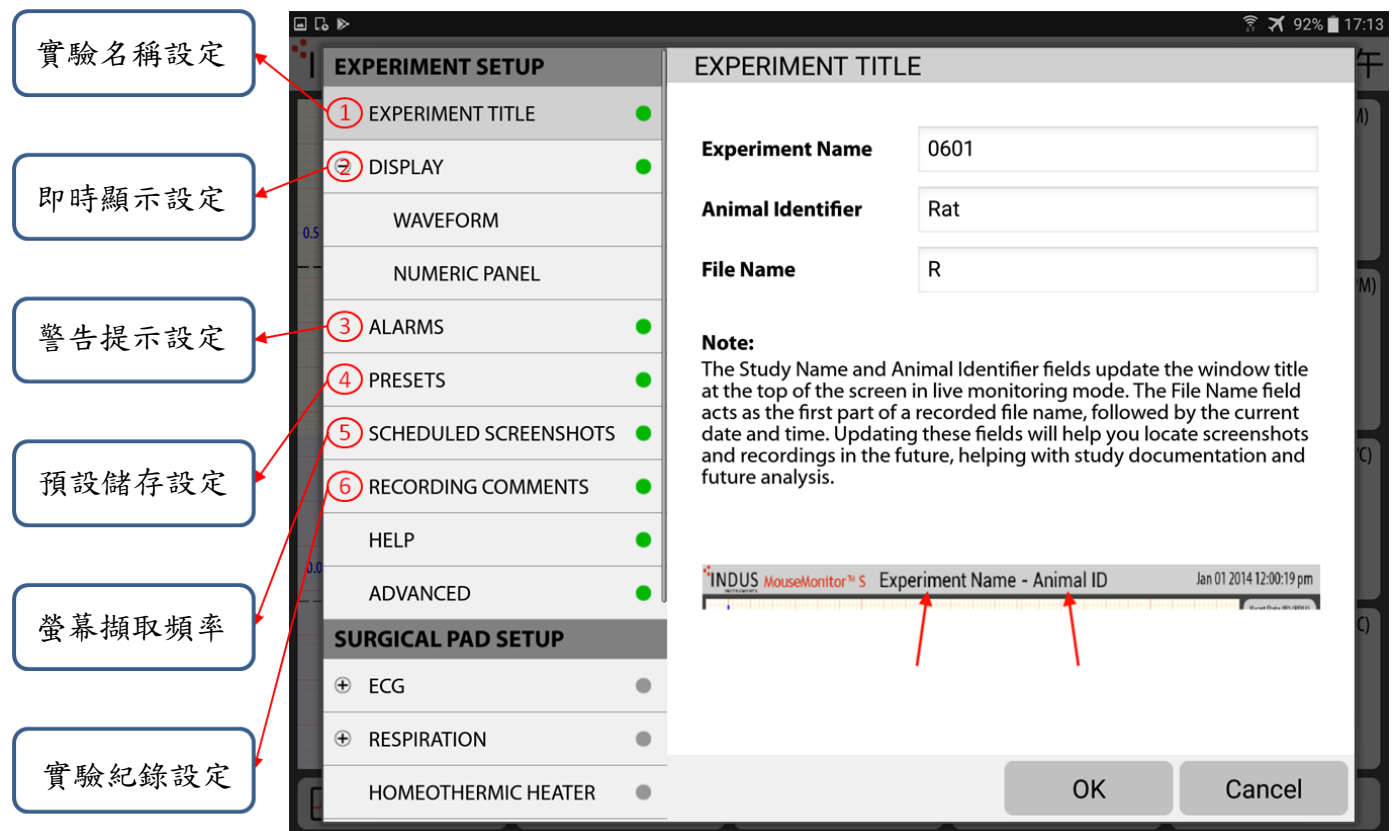 實驗名稱設定
即時顯示設定
警告提示設定
預設儲存設定
螢幕擷取頻率
實驗紀錄設定
92% 17:13
午
EXPERIMENT SETUP
1 EXPERIMENT TITLE
2 DISPLAY
WAVEFORM
NUMERIC PANEL
3 ALARMS
4 PRESETS
5 SCHEDULED SCREENSHOTS
6 RECORDING COMMENTS
HELP
ADVANCED
SURGICAL PAD SETUP
ECG
RESPIRATION
HOMEOTHERMIC HEATER
0.5
0.0
EXPERIMENT TITLE
Experiment Name 0601
Animal Identifier Rat
File Name R
Note:
The Study Name and Animal Identifier fields update the window title
at the top of the screen in live monitoring mode. The File Name field
acts as the first part of a recorded file name, followed by the current
date and time. Updating these fields will help you locate screenshots
and recordings in the future, helping with study documentation and
future analysis.
INDUS MouseMonitor™ S Experiment Name - Animal ID Jan 01 2014 12:00:19 pm
INSTRUMENTS
OK Cancel
M)
PM)
°C)
C)